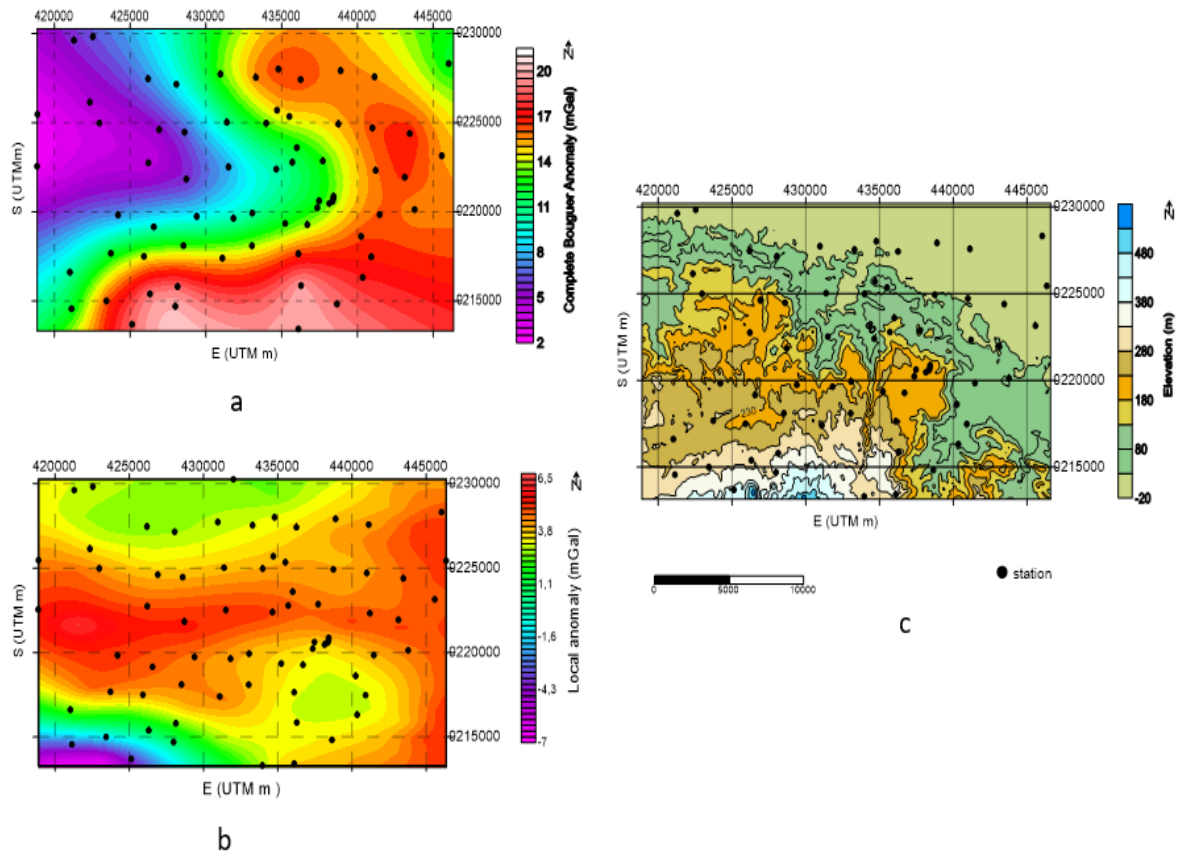 420000 425000 430000 435000 440000 445000
9230000
9225000
9220000
9215000
S (UTMm)
E (UTM m)
20
17
14
11
8
5
2
Complete Bouguer Anomaly (mGal)
N
a
420000 425000 430000 435000 440000 445000
9230000
9225000
9220000
9215000
S (UTM m)
E (UTM m )
6,5
3,8
1,1
-1,6
-4,3
-7
Local anomaly (mGal)
N
b
420000 425000 430000 435000 440000 445000
9230000
9225000
9220000
9215000
230
S (UTM m)
E (UTM m)
480
380
280
180
80
-20
Elevation (m)
N
0 5000 10000
station
c